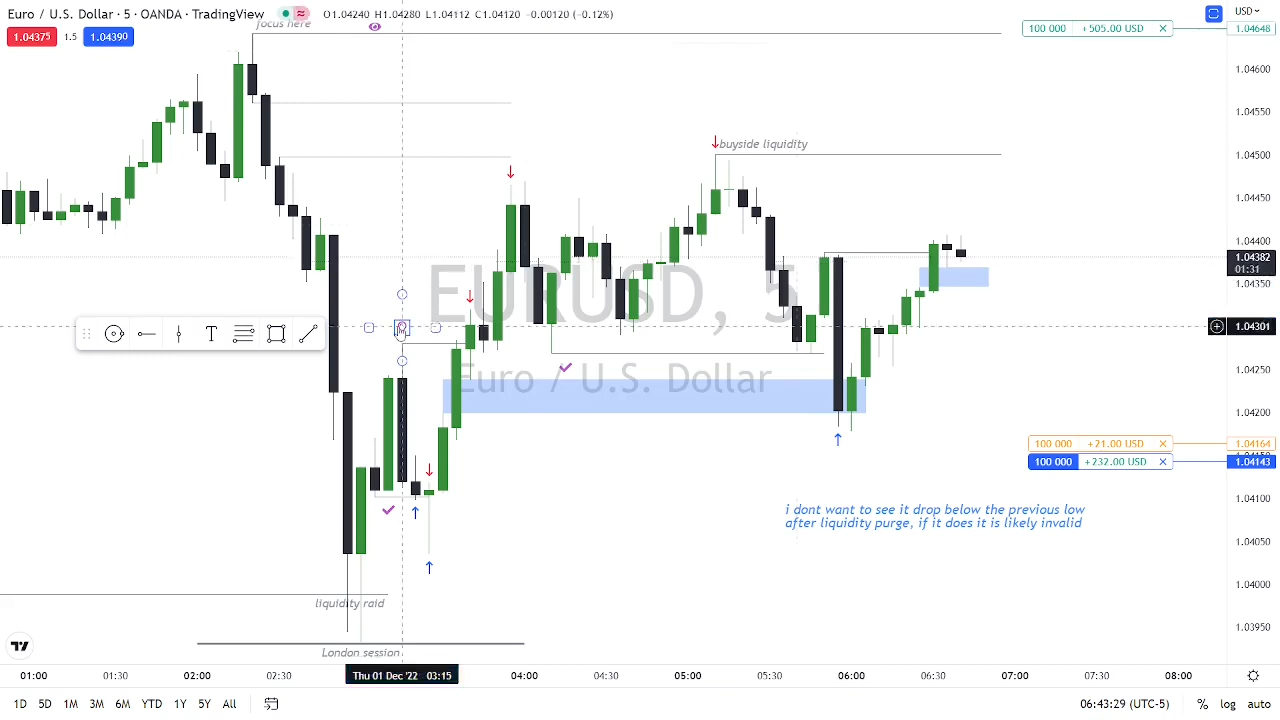 Euro / U.S. Dollar · 5 · OANDA · TradingView
O1.04240 H1.04280 L1.04112 C1.04120 −0.00120 (−0.12%)
USD
focus here
1.04375 1.5 1.04390
100 000 +505.00 USD 1.04648
1.04600
1.04550
buyside liquidity
1.04500
1.04450
1.04400
1.04382
01:31
1.04350
EURUSD, 5
1.04301
1.04250
Euro / U.S. Dollar
1.04200
100 000 +21.00 USD 1.04164
100 000 +232.00 USD 1.04143
1.04100
i dont want to see it drop below the previous low
after liquidity purge, if it does it is likely invalid
1.04050
1.04000
liquidity raid
1.03950
London session
01:00 01:30 02:00 02:30 Thu 01 Dec '22 03:15 04:00 04:30 05:00 05:30 06:00 06:30 07:00 07:30 08:00
1D 5D 1M 3M 6M YTD 1Y 5Y All 06:43:29 (UTC-5) % log auto